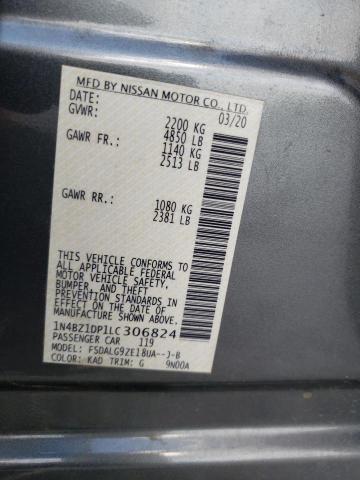 MFD BY NISSAN MOTOR CO., LTD.
DATE: 03/20
GVWR: 2200 KG
4850 LB
GAWR FR.: 1140 KG
2513 LB
GAWR RR.: 1080 KG
2381 LB
THIS VEHICLE CONFORMS TO
ALL APPLICABLE FEDERAL
MOTOR VEHICLE SAFETY,
BUMPER, AND THEFT
PREVENTION STANDARDS IN
EFFECT ON THE DATE OF
MANUFACTURE SHOWN ABOVE.
1N4BZ1DP1LC306824
PASSENGER CAR 119
MODEL: FSDALG9ZE18UA--J-B
COLOR: KAD TRIM: G 9N00A